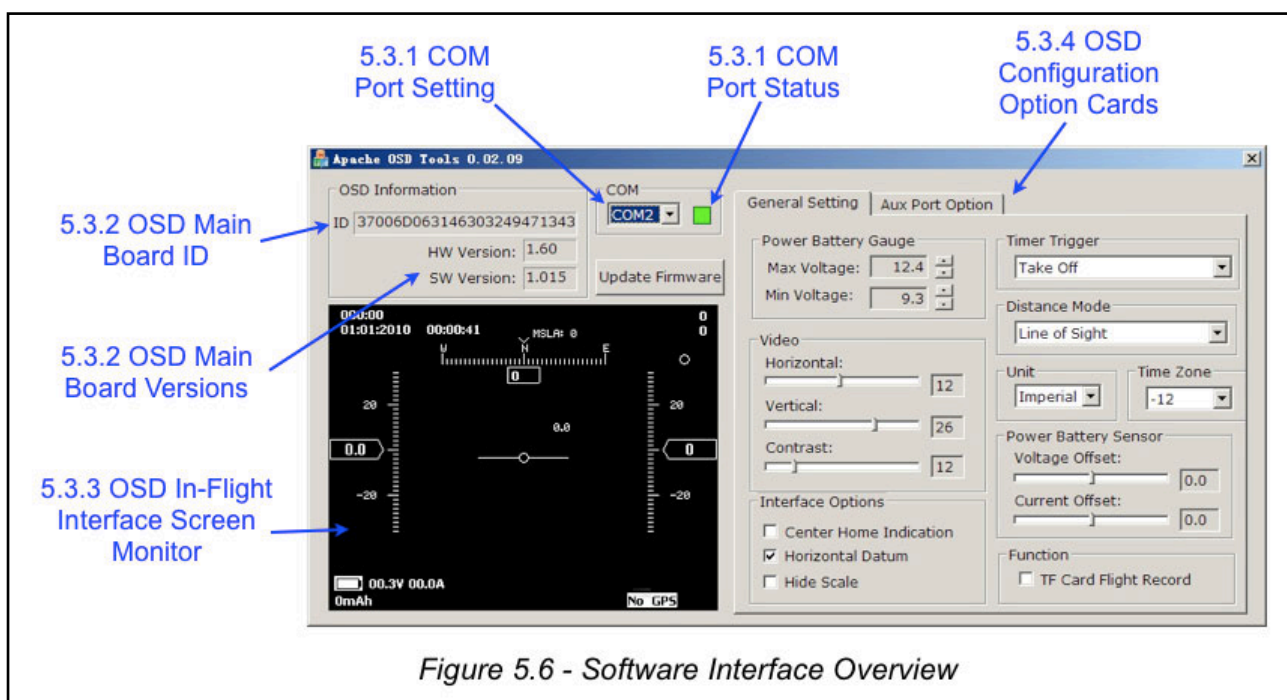 5.3.1 COM
Port Setting
5.3.1 COM
Port Status
5.3.4 OSD
Configuration
Option Cards
Apache OSD Tools 0.02.09
OSD Information
ID 37006D063146303249471343
HW Version: 1.60
SW Version: 1.015
COM
COM2
Update Firmware
5.3.2 OSD Main
Board ID
5.3.2 OSD Main
Board Versions
5.3.3 OSD In-Flight
Interface Screen
Monitor
000:00 0
01:01:2010 00:00:41 MSLA: 0 0
W N E
0
20 20
0.0
0.0 0
-20 -20
00.3V 00.0A
0mAh No GPS
General Setting Aux Port Option
Power Battery Gauge
Max Voltage: 12.4
Min Voltage: 9.3
Video
Horizontal:
12
Vertical:
26
Contrast:
12
Interface Options
Center Home Indication
Horizontal Datum
Hide Scale
Timer Trigger
Take Off
Distance Mode
Line of Sight
Unit
Imperial
Time Zone
-12
Power Battery Sensor
Voltage Offset:
0.0
Current Offset:
0.0
Function
TF Card Flight Record
Figure 5.6 - Software Interface Overview